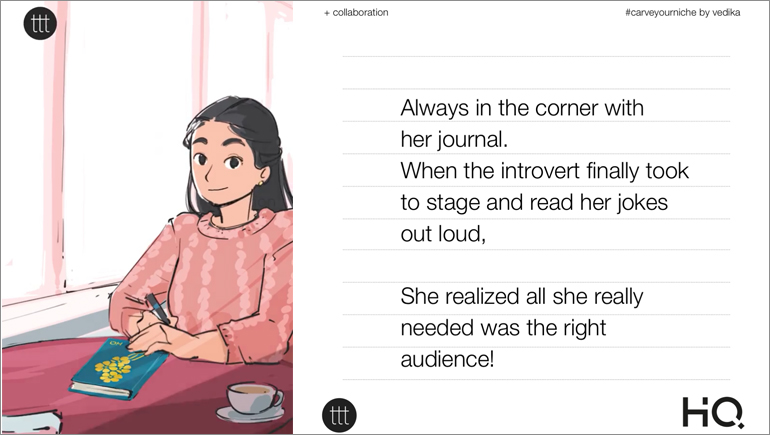 ttt
+ collaboration
#carveyourniche by vedika
Always in the corner with
her journal.
When the introvert finally took
to stage and read her jokes
out loud,
She realized all she really
needed was the right
audience!
ttt
HQ